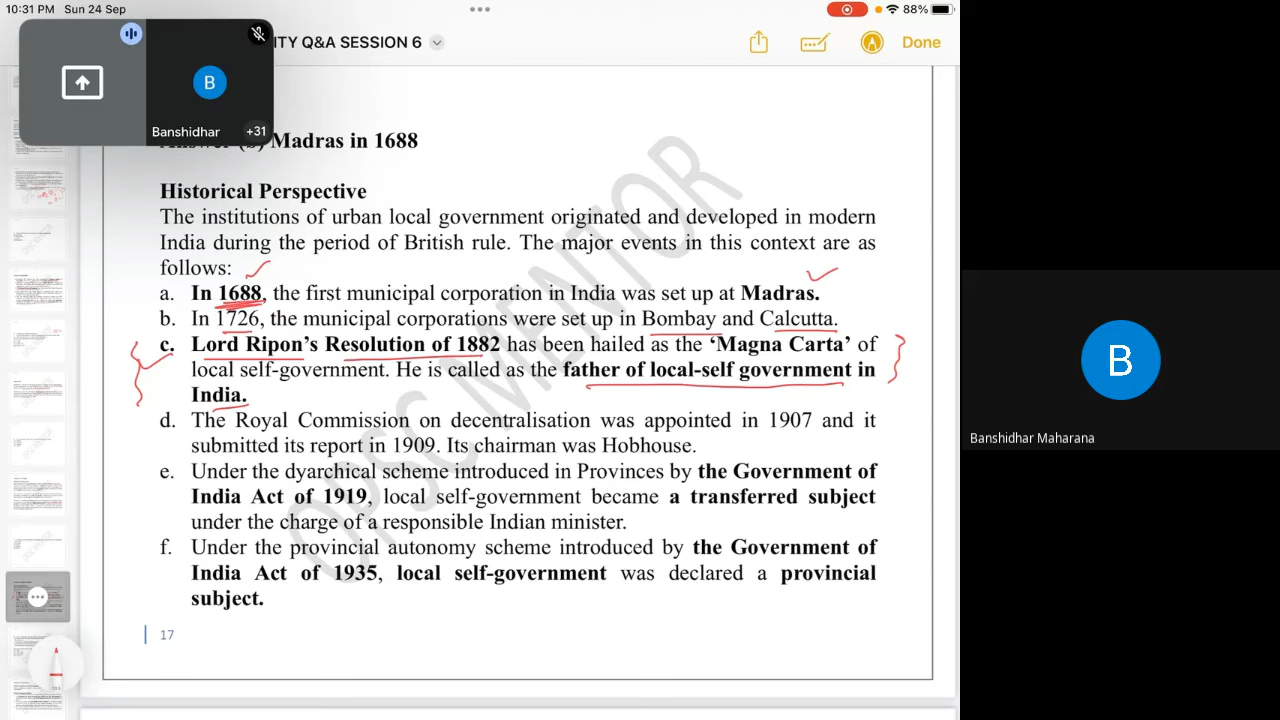 10:31 PM Sun 24 Sep
88%
ITY Q&A SESSION 6
Done
B
Banshidhar
+31
Answer (b) Madras in 1688
Historical Perspective
The institutions of urban local government originated and developed in modern
India during the period of British rule. The major events in this context are as
follows:
a. In 1688, the first municipal corporation in India was set up at Madras.
b. In 1726, the municipal corporations were set up in Bombay and Calcutta.
c. Lord Ripon's Resolution of 1882 has been hailed as the 'Magna Carta' of
local self-government. He is called as the father of local-self government in
India.
d. The Royal Commission on decentralisation was appointed in 1907 and it
submitted its report in 1909. Its chairman was Hobhouse.
e. Under the dyarchical scheme introduced in Provinces by the Government of
India Act of 1919, local self-government became a transferred subject
under the charge of a responsible Indian minister.
f. Under the provincial autonomy scheme introduced by the Government of
India Act of 1935, local self-government was declared a provincial
subject.
17
OPSC MENTOR
B
Banshidhar Maharana